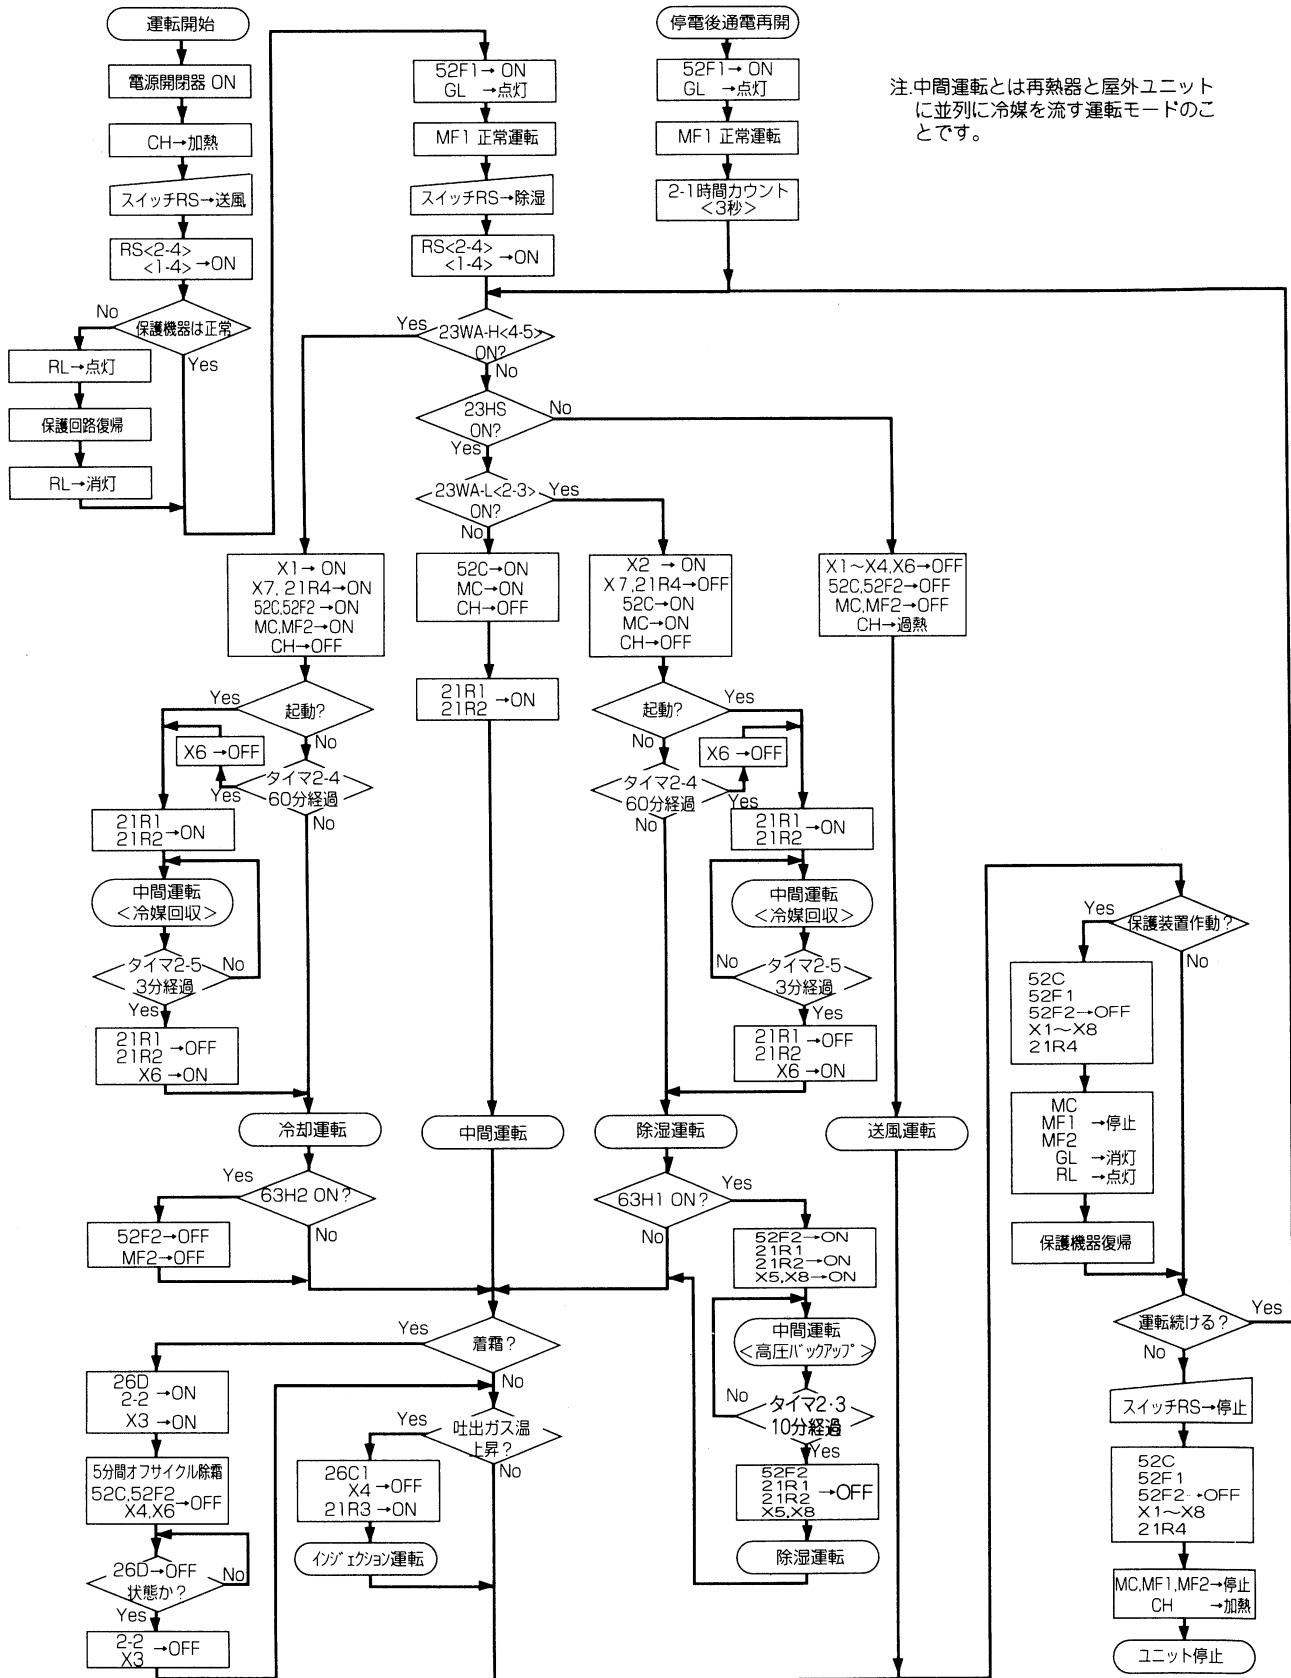 運転開始
電源開閉器 ON
CH→加熱
スイッチRS→送風
RS<2-4>
<1-4> →ON
保護機器は正常
No
Yes
RL→点灯
保護回路復帰
RL→消灯
52F1→ ON
GL →点灯
MF1 正常運転
スイッチRS→除湿
RS<2-4>
<1-4> →ON
停電後通電再開
52F1→ ON
GL →点灯
MF1 正常運転
2-1時間カウント
<3秒>
注.中間運転とは再熱器と屋外ユニット
に並列に冷媒を流す運転モードのこ
とです。
23WA-H<4-5>
ON?
Yes
No
23HS
ON?
No
Yes
23WA-L<2-3>
ON?
Yes
No
X1→ ON
X7, 21R4→ON
52C,52F2 →ON
MC,MF2→ON
CH→OFF
52C→ON
MC→ON
CH→OFF
X2 → ON
X7,21R4→OFF
52C→ON
MC→ON
CH→OFF
X1〜X4,X6→OFF
52C,52F2→OFF
MC,MF2→OFF
CH→過熱
起動?
Yes
No
X6 →OFF
タイマ2-4
60分経過
Yes
No
21R1
21R2 →ON
中間運転
<冷媒回収>
タイマ2-5
3分経過
No
Yes
21R1
21R2 →OFF
X6 →ON
21R1
21R2 →ON
起動?
Yes
No
X6 →OFF
タイマ2-4
60分経過
Yes
No
21R1
21R2 →ON
中間運転
<冷媒回収>
タイマ2-5
3分経過
No
Yes
21R1
21R2 →OFF
X6 →ON
冷却運転
中間運転
除湿運転
送風運転
63H2 ON?
Yes
No
52F2→OFF
MF2→OFF
63H1 ON?
Yes
No
52F2→ON
21R1
21R2→ON
X5,X8→ON
中間運転
<高圧バックアップ>
タイマ2・3
10分経過
No
Yes
52F2
21R1
21R2 →OFF
X5,X8
除湿運転
着霜?
Yes
No
26D
2-2 →ON
X3 →ON
5分間オフサイクル除霜
52C,52F2
X4,X6 →OFF
26D→OFF
状態か?
No
Yes
2-2
X3 →OFF
吐出ガス温
上昇?
Yes
No
26C1
X4 →OFF
21R3 →ON
インジェクション運転
保護装置作動?
Yes
No
52C
52F1
52F2→OFF
X1〜X8
21R4
MC
MF1 →停止
MF2
GL →消灯
RL →点灯
保護機器復帰
運転続ける?
Yes
No
スイッチRS→停止
52C
52F1
52F2→OFF
X1〜X8
21R4
MC,MF1,MF2→停止
CH →加熱
ユニット停止